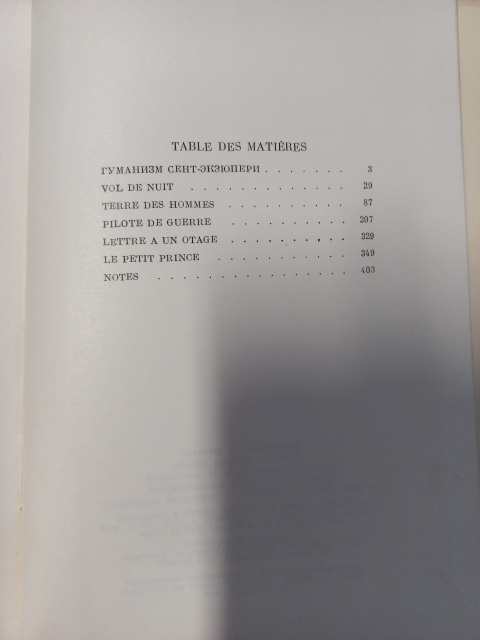 TABLE DES MATIÈRES
ГУМАНИЗМ СЕНТ-ЭКЗЮПЕРИ . . . . . . . 3
VOL DE NUIT . . . . . . . . . . . . . 29
TERRE DES HOMMES . . . . . . . . . . 87
PILOTE DE GUERRE . . . . . . . . . . 207
LETTRE A UN OTAGE . . . . . . . . . 329
LE PETIT PRINCE . . . . . . . . . . . 349
NOTES . . . . . . . . . . . . . . . . 403